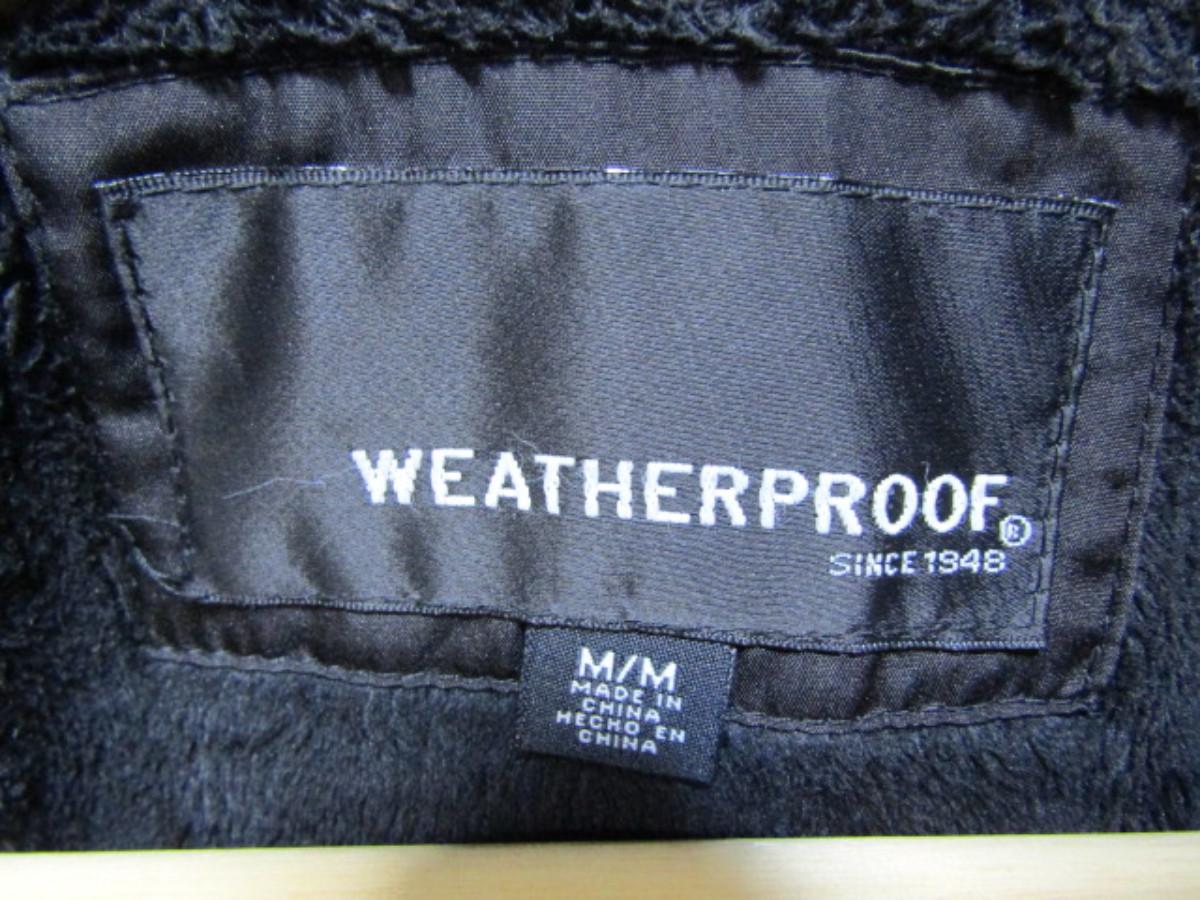 WEATHERPROOF®
SINCE 1948
M/M
MADE IN
CHINA
HECHO EN
CHINA